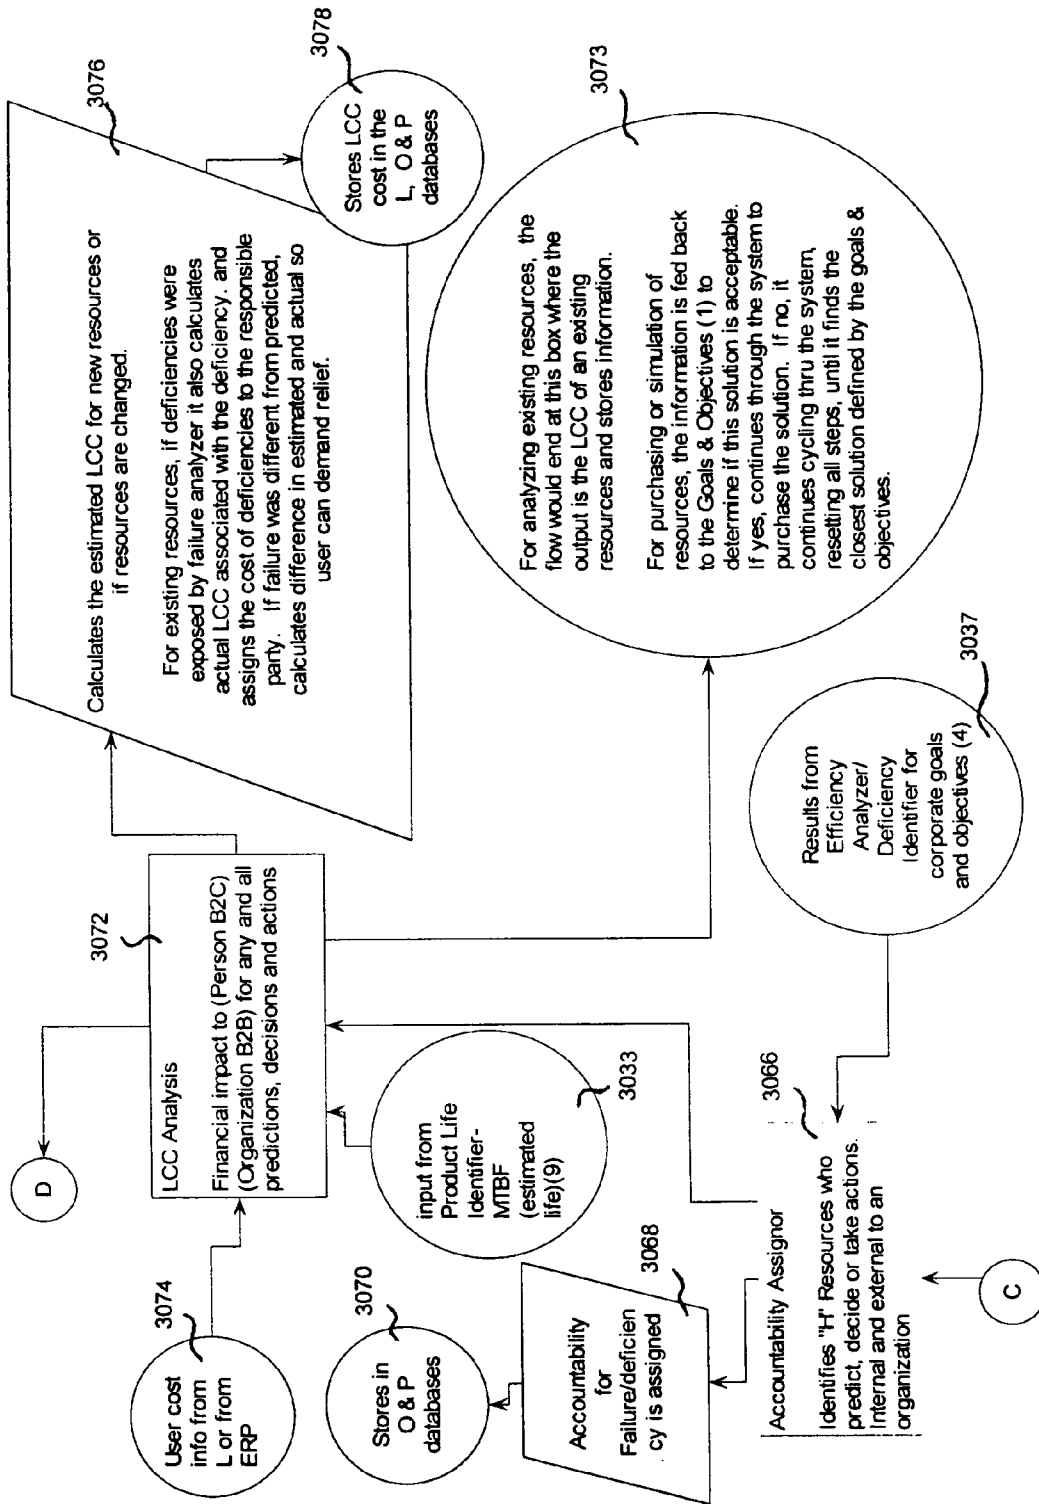 3076
Calculates the estimated LCC for new resources or
if resources are changed.
For existing resources, if deficiencies were
exposed by failure analyzer it also calculates
actual LCC associated with the deficiency. and
assigns the cost of deficiencies to the responsible
party. If failure was different from predicted,
calculates difference in estimated and actual so
user can demand relief.
3078
Stores LCC
cost in the
L, O & P
databases
D
3072
LCC Analysis
Financial impact to (Person B2C)
(Organization B2B) for any and all
predictions, decisions and actions
3074
User cost
info from
L or from
ERP
3073
For analyzing existing resources, the
flow would end at this box where the
output is the LCC of an existing
resources and stores information.
For purchasing or simulation of
resources, the information is fed back
to the Goals & Objectives (1) to
determine if this solution is acceptable.
If yes, continues through the system to
purchase the solution. If no, it
continues cycling thru the system,
resetting all steps, until it finds the
closest solution defined by the goals &
objectives.
3033
input from
Product Life
Identifier-
MTBF
(estimated
life)(9)
3070
Stores in
O & P
databases
3068
Accountability
for
Failure/deficien
cy is assigned
3037
Results from
Efficiency
Analyzer/
Deficiency
Identifier for
corporate goals
and objectives (4)
3066
Accountability Assignor
Identifies "H" Resources who
predict, decide or take actions.
Internal and external to an
organization
C